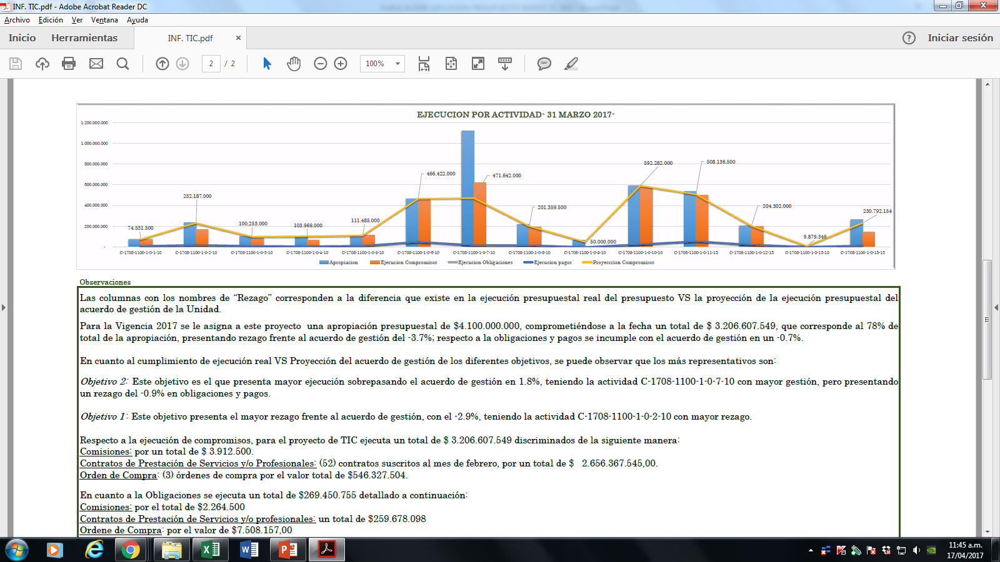 INF. TIC.pdf - Adobe Acrobat Reader DC
Archivo Edición Ver Ventana Ayuda
Inicio Herramientas INF. TIC.pdf × ? Iniciar sesión
2 / 2 100%
EJECUCION POR ACTIVIDAD- 31 MARZO 2017-
1.200.000.000
1.000.000.000
800.000.000
600.000.000
400.000.000
200.000.000
-
74.531.500
232.187.000
100.253.000
103.969.000
111.485.000
466.422.000
471.642.000
201.359.500
50.000.000
592.282.000
508.136.500
204.302.000
9.879.346
230.792.154
C-1708-1100-1-0-1-10 C-1708-1100-1-0-2-10 C-1708-1100-1-0-3-10 C-1708-1100-1-0-4-10 C-1708-1100-1-0-5-10 C-1708-1100-1-0-6-10 C-1708-1100-1-0-7-10 C-1708-1100-1-0-8-10 C-1708-1100-1-0-9-10 C-1708-1100-1-0-10-10 C-1708-1100-1-0-11-15 C-1708-1100-1-0-12-15 C-1708-1100-1-0-13-10 C-1708-1100-1-0-13-15
Apropiacion Ejecucion Compromisos Ejecucion Obligaciones Ejecucion pagos Proyecccion Compromisos
Observaciones
Las columnas con los nombres de “Rezago” corresponden a la diferencia que existe en la ejecución presupuestal real del presupuesto VS la proyección de la ejecución presupuestal del
acuerdo de gestión de la Unidad.
Para la Vigencia 2017 se le asigna a este proyecto una apropiación presupuestal de $4.100.000.000, comprometiéndose a la fecha un total de $ 3.206.607.549, que corresponde al 78% de
total de la apropiación, presentando rezago frente al acuerdo de gestión del -3.7%; respecto a la obligaciones y pagos se incumple con el acuerdo de gestión en un -0.7%.
En cuanto al cumplimiento de ejecución real VS Proyección del acuerdo de gestión de los diferentes objetivos, se puede observar que los más representativos son:
Objetivo 2: Este objetivo es el que presenta mayor ejecución sobrepasando el acuerdo de gestión en 1.8%, teniendo la actividad C-1708-1100-1-0-7-10 con mayor gestión, pero presentando
un rezago del -0.9% en obligaciones y pagos.
Objetivo 1: Este objetivo presenta el mayor rezago frente al acuerdo de gestión, con el -2.9%, teniendo la actividad C-1708-1100-1-0-2-10 con mayor rezago.
Respecto a la ejecución de compromisos, para el proyecto de TIC ejecuta un total de $ 3.206.607.549 discriminados de la siguiente manera:
Comisiones: por un total de $ 3.912.500.
Contratos de Prestación de Servicios y/o Profesionales: (52) contratos suscritos al mes de febrero, por un total de $ 2.656.367.545,00.
Orden de Compra: (3) órdenes de compra por el valor total de $546.327.504.
En cuanto a la Obligaciones se ejecuta un total de $269.450.755 detallado a continuación:
Comisiones: por el total de $2.264.500
Contratos de Prestación de Servicios y/o profesionales: un total de $259.678.098
Ordene de Compra: por el valor de $7.508.157,00
11:45 a.m.
17/04/2017